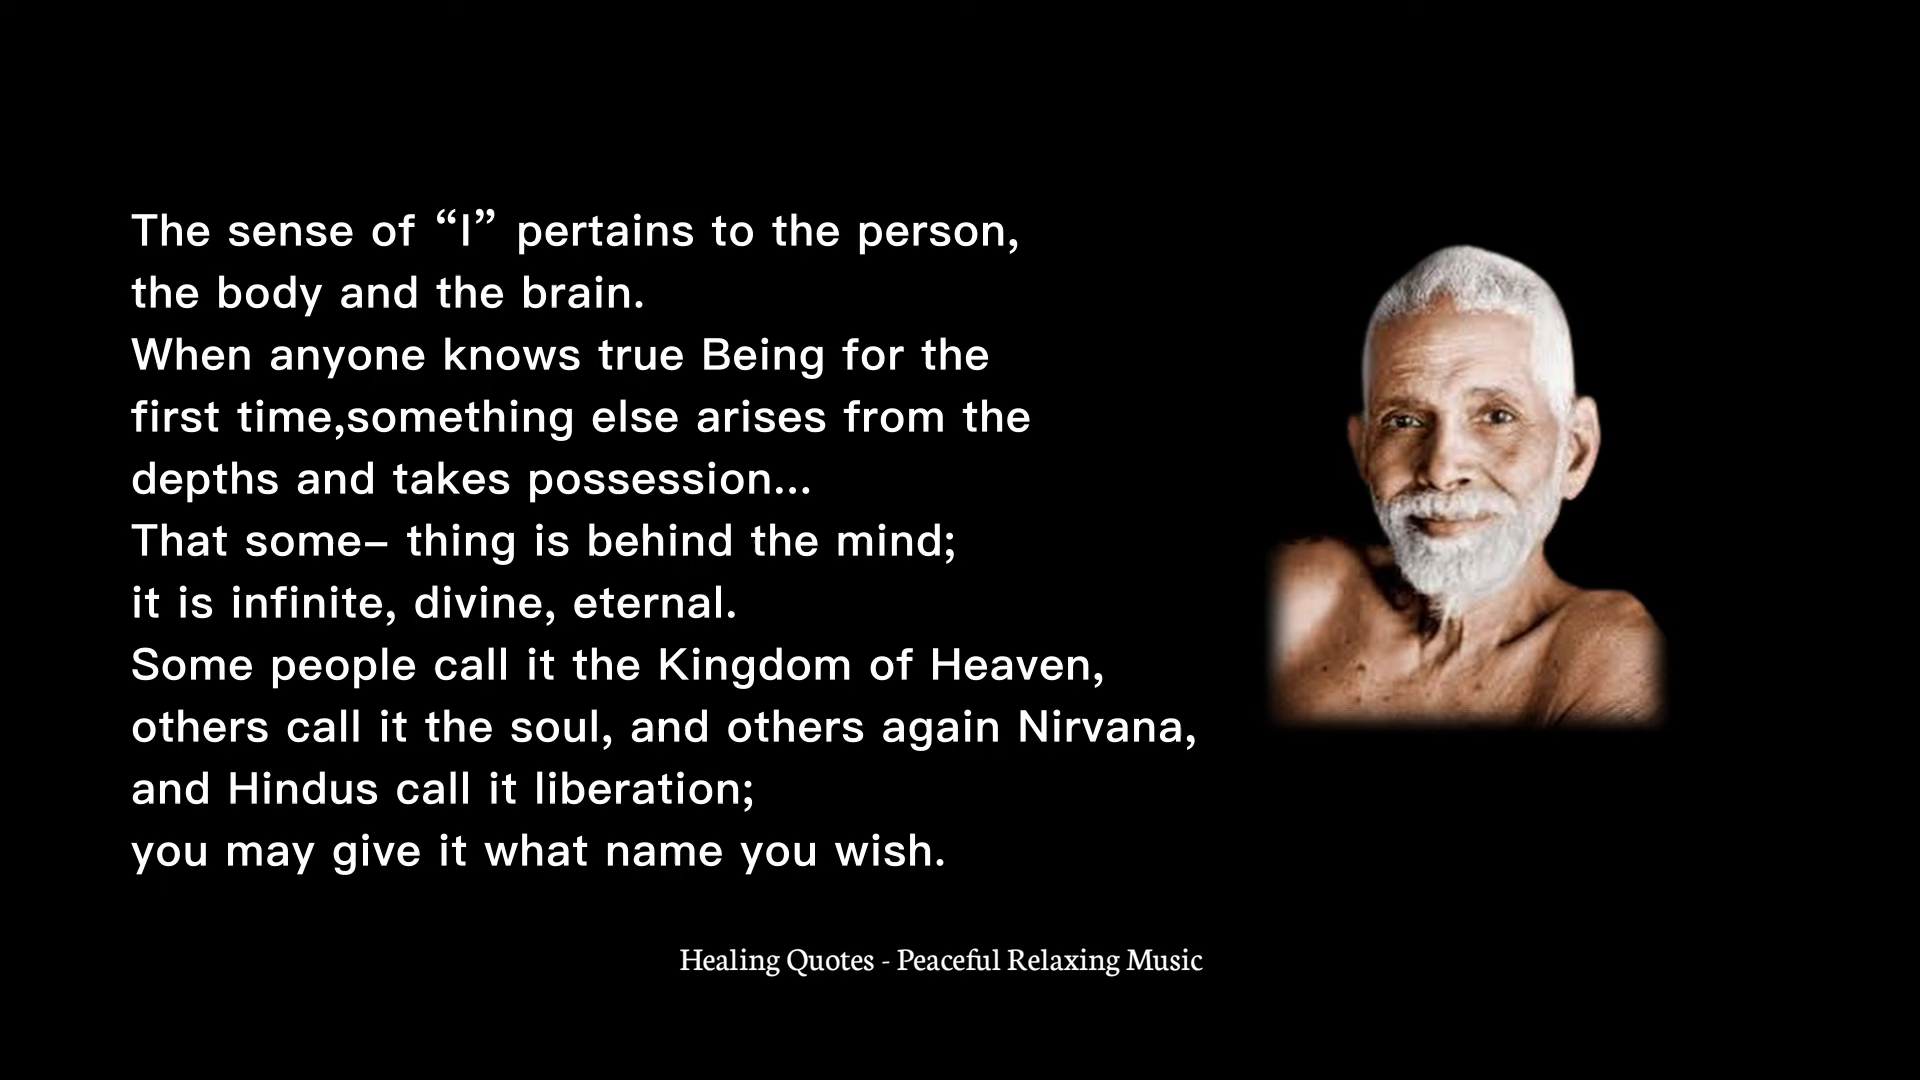 The sense of “I” pertains to the person,
the body and the brain.
When anyone knows true Being for the
first time,something else arises from the
depths and takes possession...
That some– thing is behind the mind;
it is infinite, divine, eternal.
Some people call it the Kingdom of Heaven,
others call it the soul, and others again Nirvana,
and Hindus call it liberation;
you may give it what name you wish.
Healing Quotes - Peaceful Relaxing Music